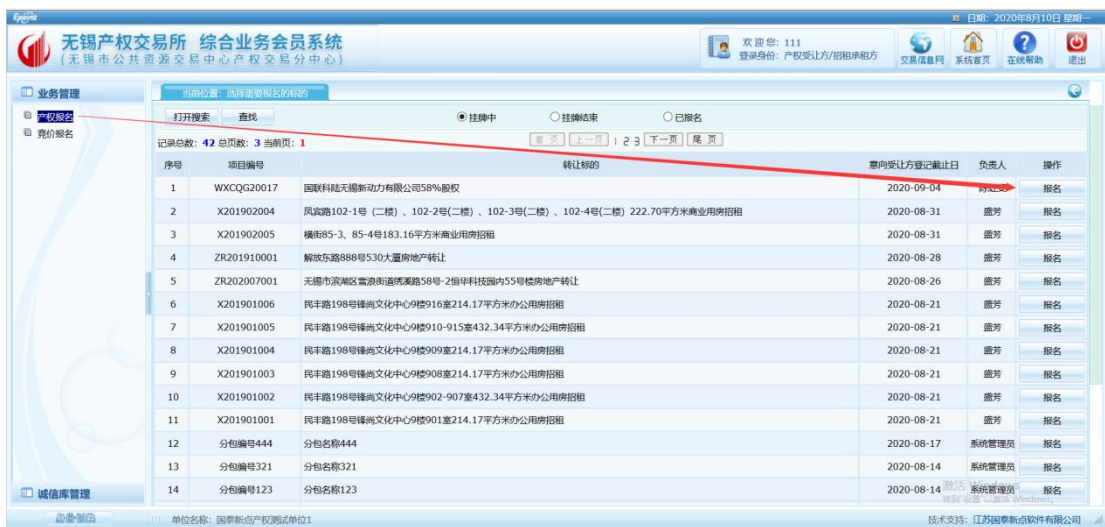 Epoint
日期: 2020年8月10日 星期一
无锡产权交易所 综合业务会员系统
(无锡市公共资源交易中心产权交易分中心)
欢迎您: 111
登录身份: 产权受让方/招租承租方
交易信息网 系统首页 在线帮助 退出
业务管理
产权报名
竞价报名
当前位置: 选择需要报名的标的
打开搜索 查找 挂牌中 挂牌结束 已报名
记录总数: 42 总页数: 3 当前页: 1 首 页 上一页 1 2 3 下一页 尾 页
序号 项目编号 转让标的 意向受让方登记截止日 负责人 操作
1 WXCQG20017 国联科陆无锡新动力有限公司58%股权 2020-09-04 报名
2 X201902004 凤宾路102-1号 (二楼) 、102-2号(二楼) 、102-3号(二楼) 、102-4号(二楼) 222.70平方米商业用房招租 2020-08-31 盛芳 报名
3 X201902005 横街85-3、85-4号183.16平方米商业用房招租 2020-08-31 盛芳 报名
4 ZR201910001 解放东路888号530大厦房地产转让 2020-08-28 盛芳 报名
5 ZR202007001 无锡市滨湖区雪浪街道绣溪路58号-2恒华科技园内55号楼房地产转让 2020-08-26 盛芳 报名
6 X201901006 民丰路198号锋尚文化中心9楼916室214.17平方米办公用房招租 2020-08-21 盛芳 报名
7 X201901005 民丰路198号锋尚文化中心9楼910-915室432.34平方米办公用房招租 2020-08-21 盛芳 报名
8 X201901004 民丰路198号锋尚文化中心9楼909室214.17平方米办公用房招租 2020-08-21 盛芳 报名
9 X201901003 民丰路198号锋尚文化中心9楼908室214.17平方米办公用房招租 2020-08-21 盛芳 报名
10 X201901002 民丰路198号锋尚文化中心9楼902-907室432.34平方米办公用房招租 2020-08-21 盛芳 报名
11 X201901001 民丰路198号锋尚文化中心9楼901室214.17平方米办公用房招租 2020-08-21 盛芳 报名
12 分包编号444 分包名称444 2020-08-17 系统管理员 报名
13 分包编号321 分包名称321 2020-08-14 系统管理员 报名
14 分包编号123 分包名称123 2020-08-14 系统管理员 报名
激活 Windows
转到"设置"以激活 Windows。
诚信库管理
单位名称: 国泰新点产权测试单位1
技术支持: 江苏国泰新点软件有限公司